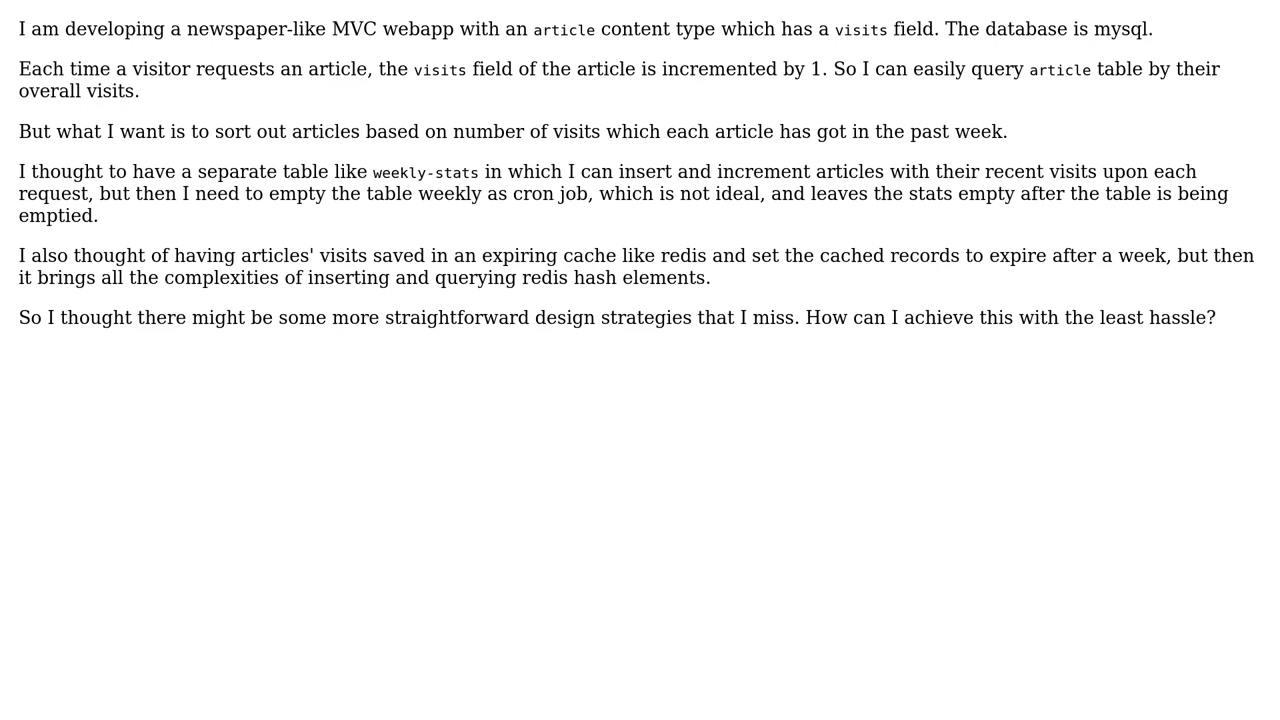 I am developing a newspaper-like MVC webapp with an article content type which has a visits field. The database is mysql.
Each time a visitor requests an article, the visits field of the article is incremented by 1. So I can easily query article table by their
overall visits.
But what I want is to sort out articles based on number of visits which each article has got in the past week.
I thought to have a separate table like weekly-stats in which I can insert and increment articles with their recent visits upon each
request, but then I need to empty the table weekly as cron job, which is not ideal, and leaves the stats empty after the table is being
emptied.
I also thought of having articles' visits saved in an expiring cache like redis and set the cached records to expire after a week, but then
it brings all the complexities of inserting and querying redis hash elements.
So I thought there might be some more straightforward design strategies that I miss. How can I achieve this with the least hassle?